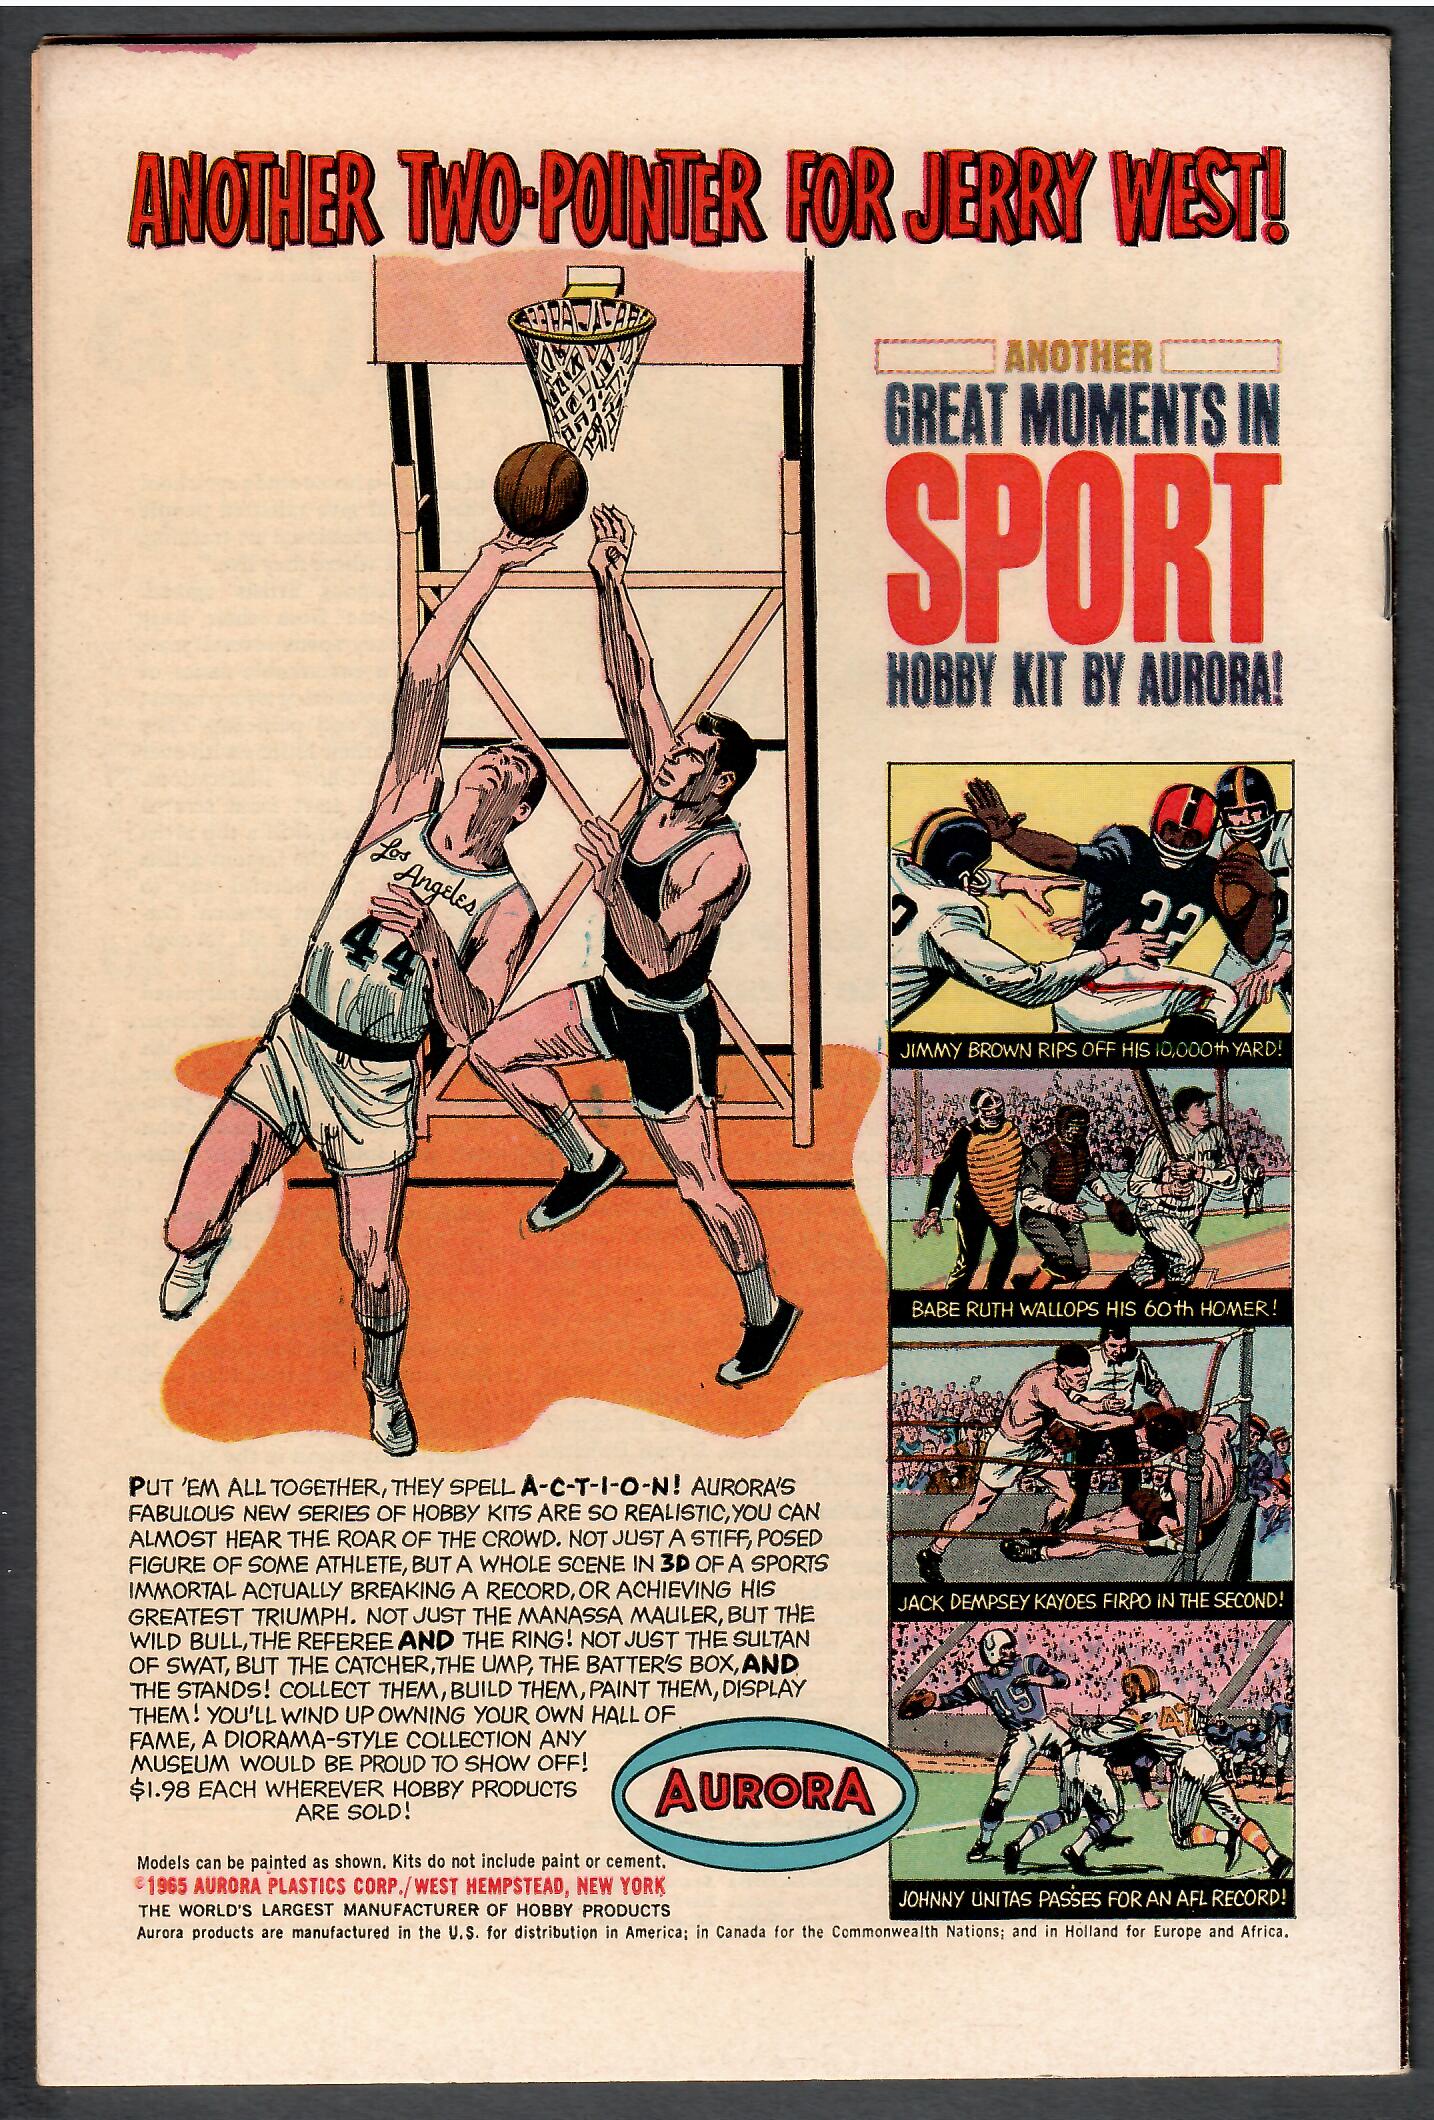 ANOTHER TWO-POINTER FOR JERRY WEST!
ANOTHER
GREAT MOMENTS IN
SPORT
HOBBY KIT BY AURORA!
Los
Angeles
44
32
JIMMY BROWN RIPS OFF HIS 10,000th YARD!
BABE RUTH WALLOPS HIS 60th HOMER!
JACK DEMPSEY KAYOES FIRPO IN THE SECOND!
19
42
JOHNNY UNITAS PASSES FOR AN AFL RECORD!
PUT 'EM ALL TOGETHER, THEY SPELL A-C-T-I-O-N! AURORA'S
FABULOUS NEW SERIES OF HOBBY KITS ARE SO REALISTIC, YOU CAN
ALMOST HEAR THE ROAR OF THE CROWD. NOT JUST A STIFF, POSED
FIGURE OF SOME ATHLETE, BUT A WHOLE SCENE IN 3D OF A SPORTS
IMMORTAL ACTUALLY BREAKING A RECORD, OR ACHIEVING HIS
GREATEST TRIUMPH. NOT JUST THE MANASSA MAULER, BUT THE
WILD BULL, THE REFEREE AND THE RING! NOT JUST THE SULTAN
OF SWAT, BUT THE CATCHER, THE UMP, THE BATTER'S BOX, AND
THE STANDS! COLLECT THEM, BUILD THEM, PAINT THEM, DISPLAY
THEM! YOU'LL WIND UP OWNING YOUR OWN HALL OF
FAME, A DIORAMA-STYLE COLLECTION ANY
MUSEUM WOULD BE PROUD TO SHOW OFF!
$1.98 EACH WHEREVER HOBBY PRODUCTS
ARE SOLD!
AURORA
Models can be painted as shown. Kits do not include paint or cement.
©1965 AURORA PLASTICS CORP./WEST HEMPSTEAD, NEW YORK
THE WORLD'S LARGEST MANUFACTURER OF HOBBY PRODUCTS
Aurora products are manufactured in the U.S. for distribution in America; in Canada for the Commonwealth Nations; and in Holland for Europe and Africa.